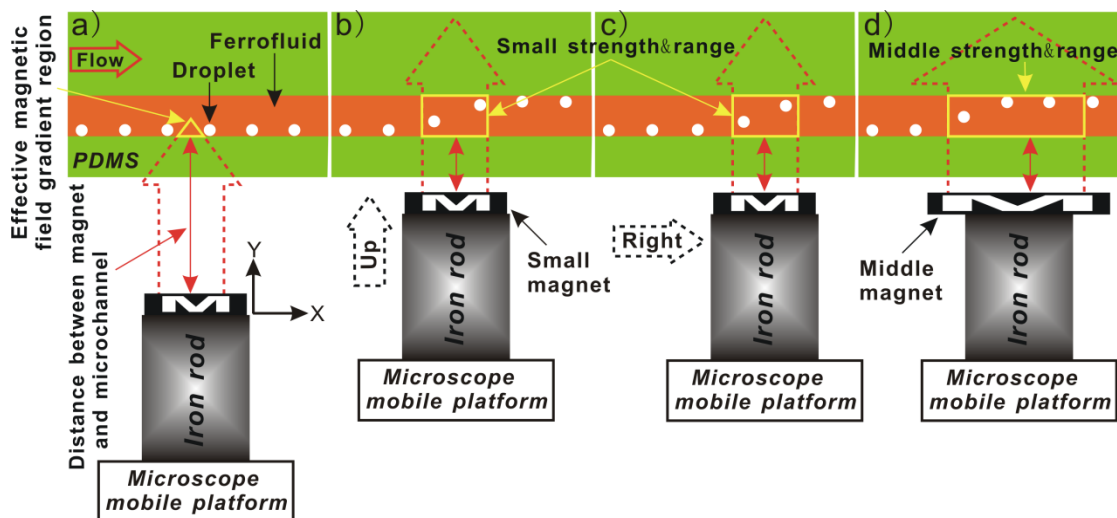 a)
b)
c)
d)
Flow
Ferrofluid
Droplet
Small strength&range
Middle strength&range
Effective magnetic
field gradient region
PDMS
Distance between magnet
and microchannel
Y
X
M
Iron rod
Microscope
mobile platform
Up
M
Iron rod
Small
magnet
Microscope
mobile platform
Right
M
Iron rod
Microscope
mobile platform
Middle
magnet
M
Iron rod
Microscope
mobile platform